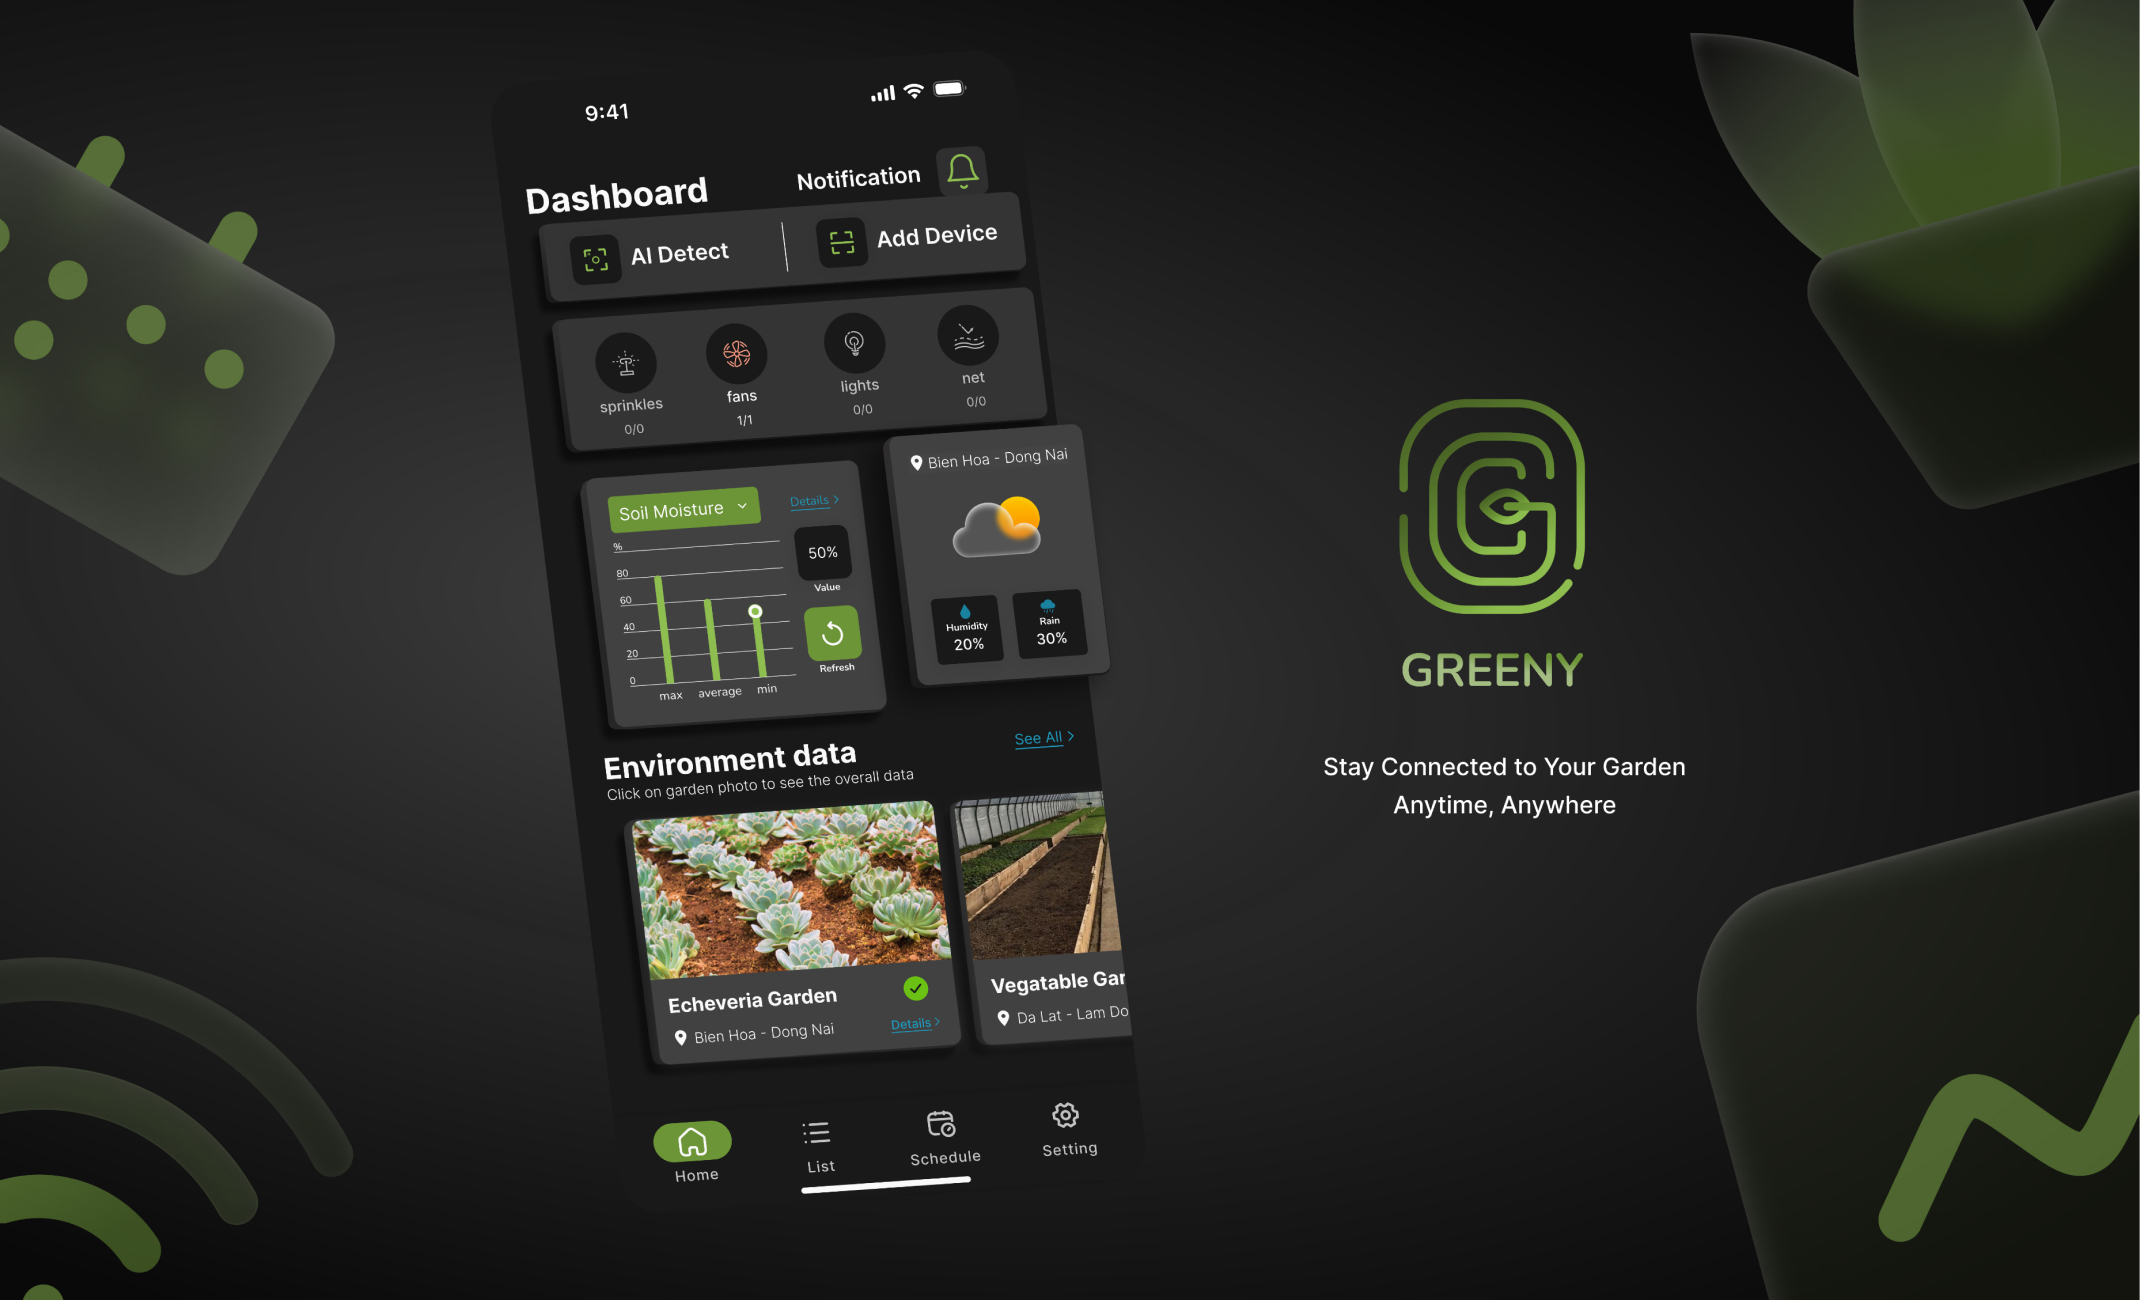 9:41
Dashboard
Notification
AI Detect
Add Device
sprinkles
0/0
fans
1/1
lights
0/0
net
0/0
Soil Moisture
Details
%
80
60
40
20
0
max
average
min
50%
Value
Refresh
Bien Hoa - Dong Nai
Humidity
20%
Rain
30%
Environment data
See All
Click on garden photo to see the overall data
Echeveria Garden
Bien Hoa - Dong Nai
Details
Vegatable Gar
Da Lat - Lam Do
Home
List
Schedule
Setting
GREENY
Stay Connected to Your Garden
Anytime, Anywhere